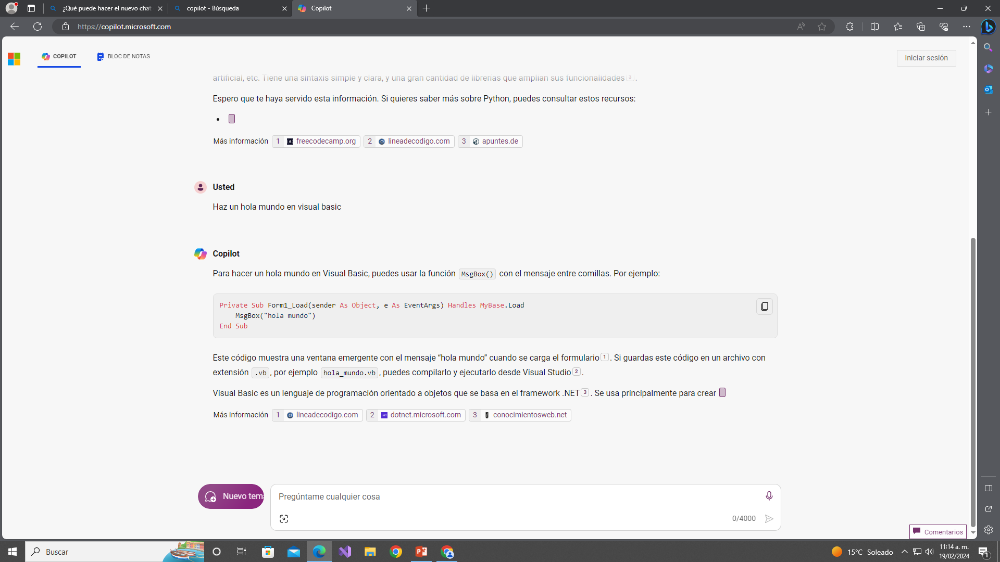 ¿Qué puede hacer el nuevo chat
copilot - Búsqueda
Copilot
https://copilot.microsoft.com
COPILOT
BLOC DE NOTAS
Iniciar sesión
artificial, etc. Tiene una sintaxis simple y clara, y una gran cantidad de librerías que amplían sus funcionalidades 3 .
Espero que te haya servido esta información. Si quieres saber más sobre Python, puedes consultar estos recursos:
Más información 1 freecodecamp.org 2 lineadecodigo.com 3 apuntes.de
Usted
Haz un hola mundo en visual basic
Copilot
Para hacer un hola mundo en Visual Basic, puedes usar la función MsgBox() con el mensaje entre comillas. Por ejemplo:
Private Sub Form1_Load(sender As Object, e As EventArgs) Handles MyBase.Load
MsgBox("hola mundo")
End Sub
Este código muestra una ventana emergente con el mensaje “hola mundo” cuando se carga el formulario 1 . Si guardas este código en un archivo con
extensión .vb , por ejemplo hola_mundo.vb , puedes compilarlo y ejecutarlo desde Visual Studio 2 .
Visual Basic es un lenguaje de programación orientado a objetos que se basa en el framework .NET 3 . Se usa principalmente para crear
Más información 1 lineadecodigo.com 2 dotnet.microsoft.com 3 conocimientosweb.net
Nuevo tem
Pregúntame cualquier cosa
0/4000
Comentarios
Buscar
15°C Soleado
11:14 a. m.
19/02/2024
1